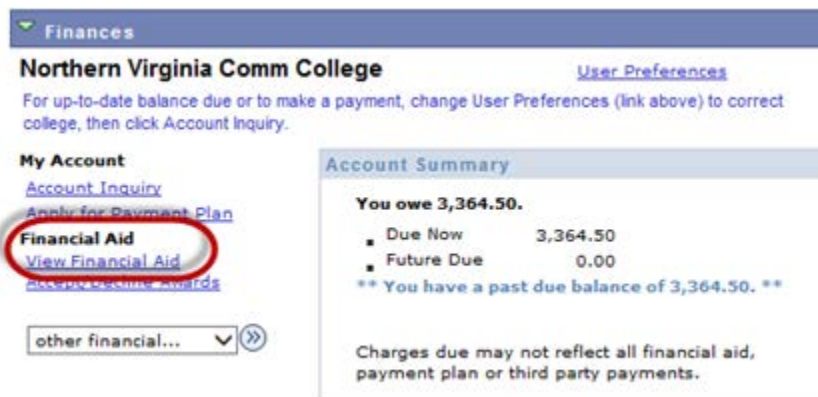 Finances
Northern Virginia Comm College
User Preferences
For up-to-date balance due or to make a payment, change User Preferences (link above) to correct
college, then click Account Inquiry.
My Account
Account Inquiry
Apply for Payment Plan
Financial Aid
View Financial Aid
Accept/Decline Awards
other financial...
Account Summary
You owe 3,364.50.
Due Now 3,364.50
Future Due 0.00
** You have a past due balance of 3,364.50. **
Charges due may not reflect all financial aid,
payment plan or third party payments.